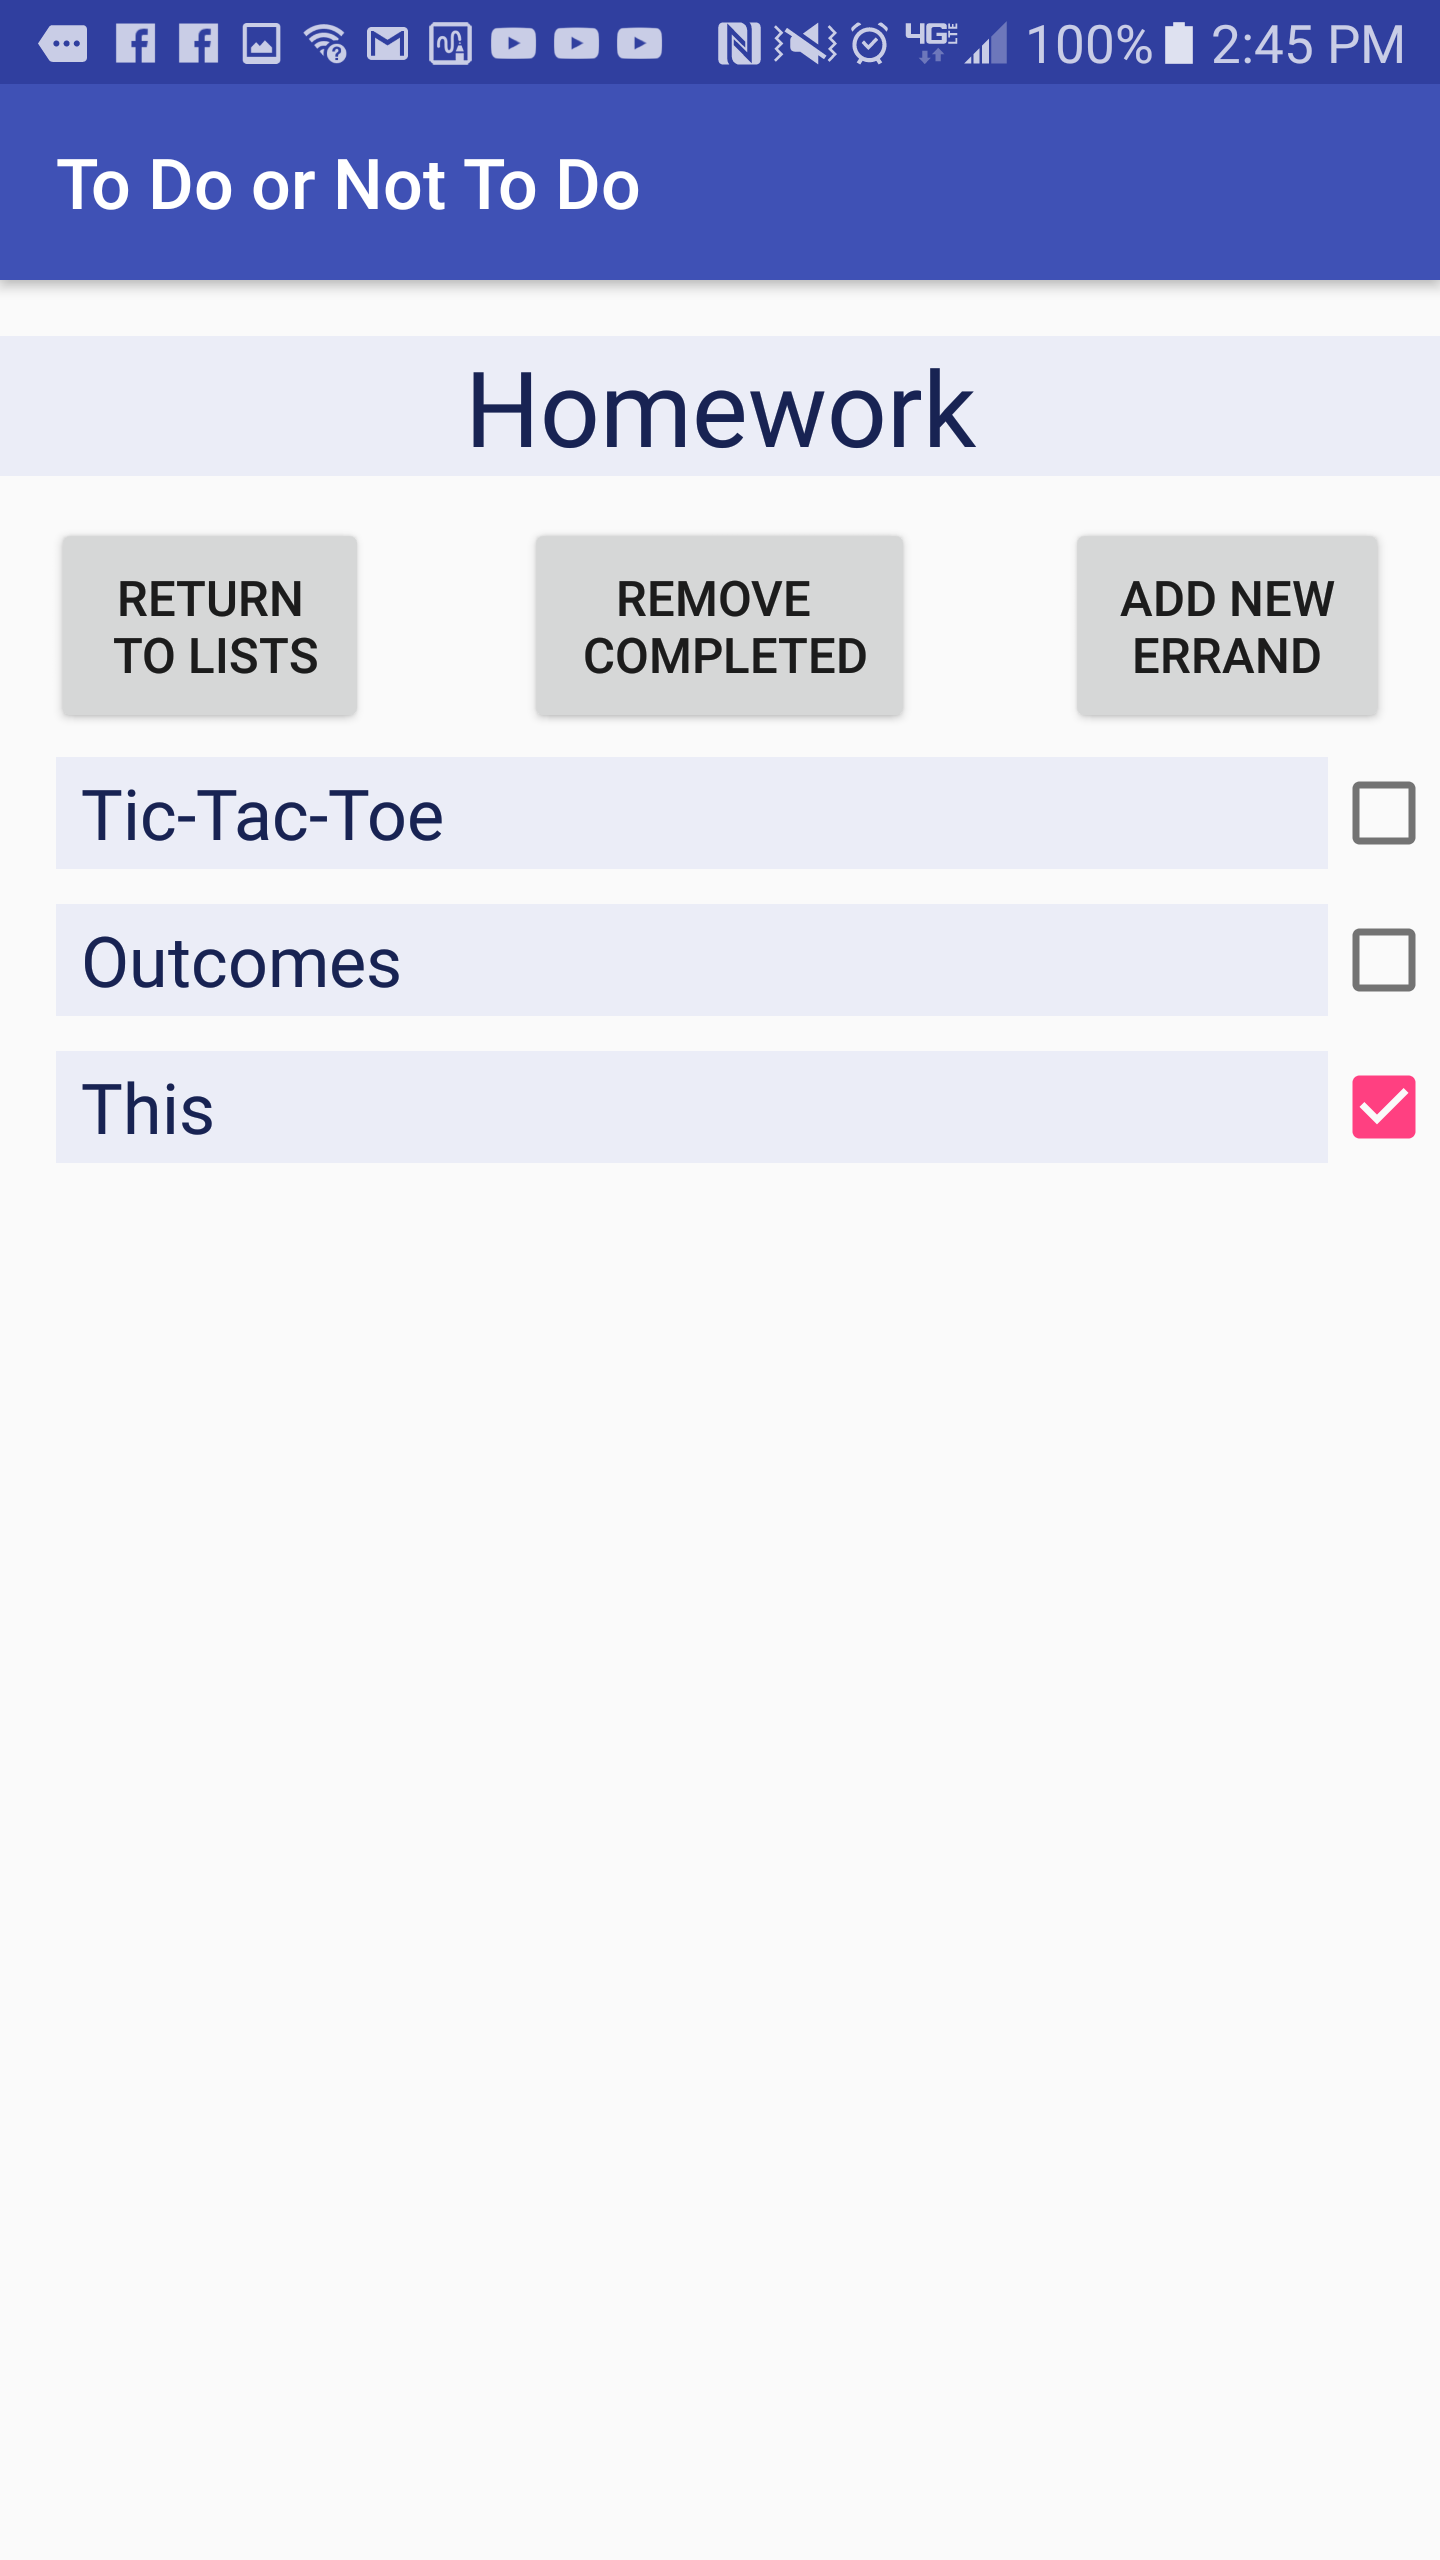 4G LTE 100% 2:45 PM
To Do or Not To Do
Homework
RETURN
TO LISTS
REMOVE
COMPLETED
ADD NEW
ERRAND
Tic-Tac-Toe
Outcomes
This